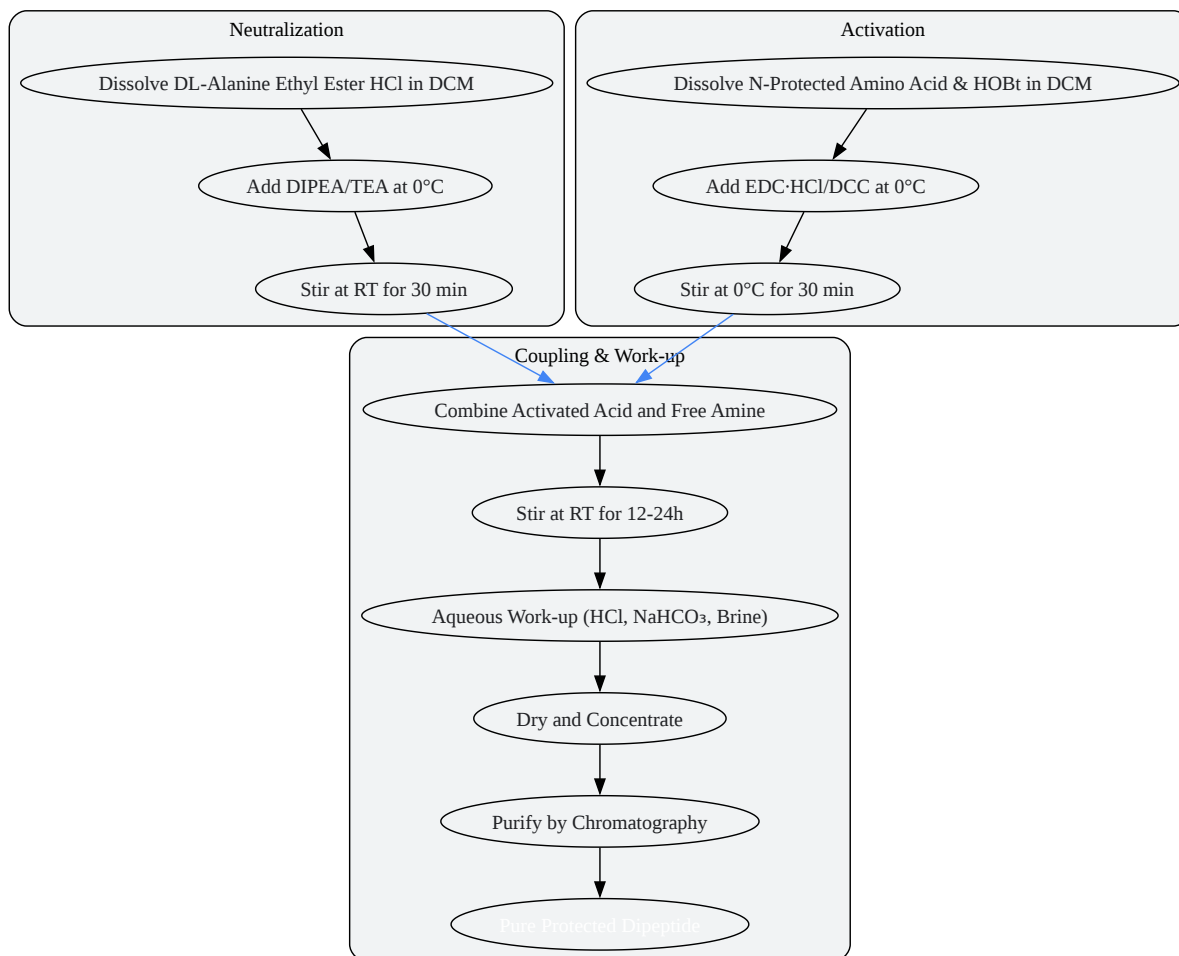 Neutralization
Dissolve DL-Alanine Ethyl Ester HCl in DCM
Add DIPEA/TEA at 0°C
Stir at RT for 30 min
Activation
Dissolve N-Protected Amino Acid & HOBt in DCM
Add EDC·HCl/DCC at 0°C
Stir at 0°C for 30 min
Coupling & Work-up
Combine Activated Acid and Free Amine
Stir at RT for 12-24h
Aqueous Work-up (HCl, NaHCO₃, Brine)
Dry and Concentrate
Purify by Chromatography
Pure Protected Dipeptide